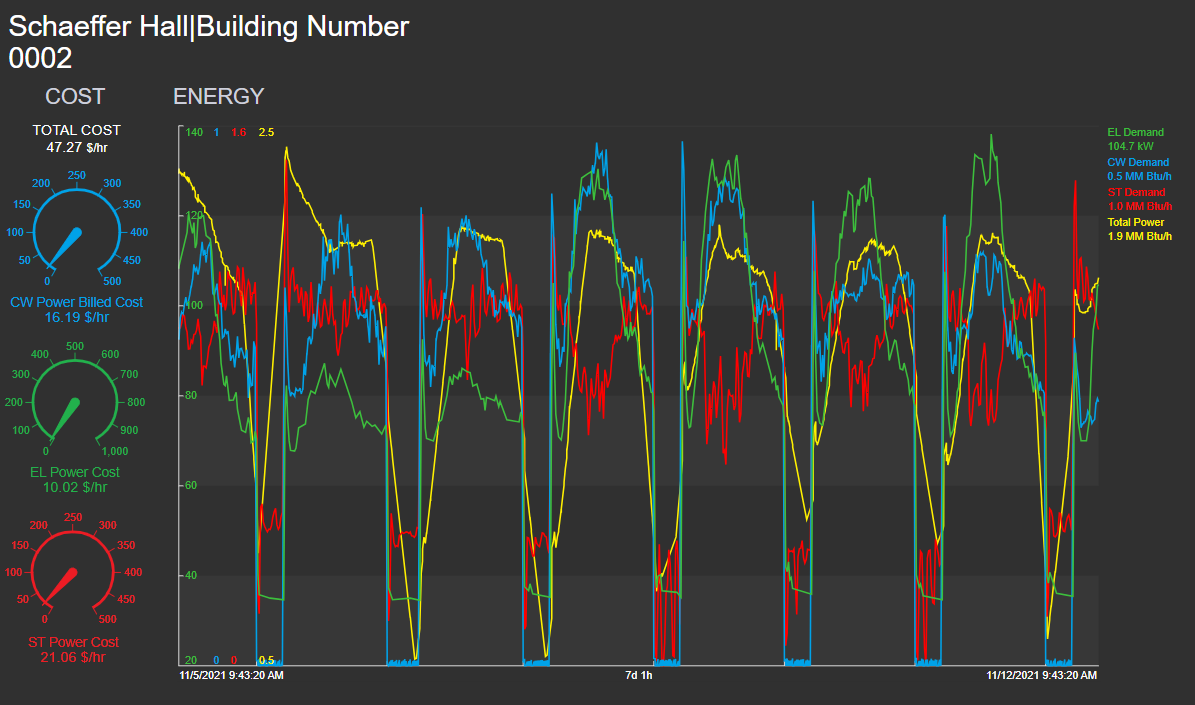 Schaeffer Hall|Building Number
0002
COST
ENERGY
TOTAL COST
47.27 $/hr
0 50 100 150 200 250 300 350 400 450 500
CW Power Billed Cost
16.19 $/hr
0 100 200 300 400 500 600 700 800 900 1,000
EL Power Cost
10.02 $/hr
0 50 100 150 200 250 300 350 400 450 500
ST Power Cost
21.06 $/hr
140 1 1.6 2.5
120
100
80
60
40
20 0 0 0.5
11/5/2021 9:43:20 AM 7d 1h 11/12/2021 9:43:20 AM
EL Demand
104.7 kW
CW Demand
0.5 MM Btu/h
ST Demand
1.0 MM Btu/h
Total Power
1.9 MM Btu/h